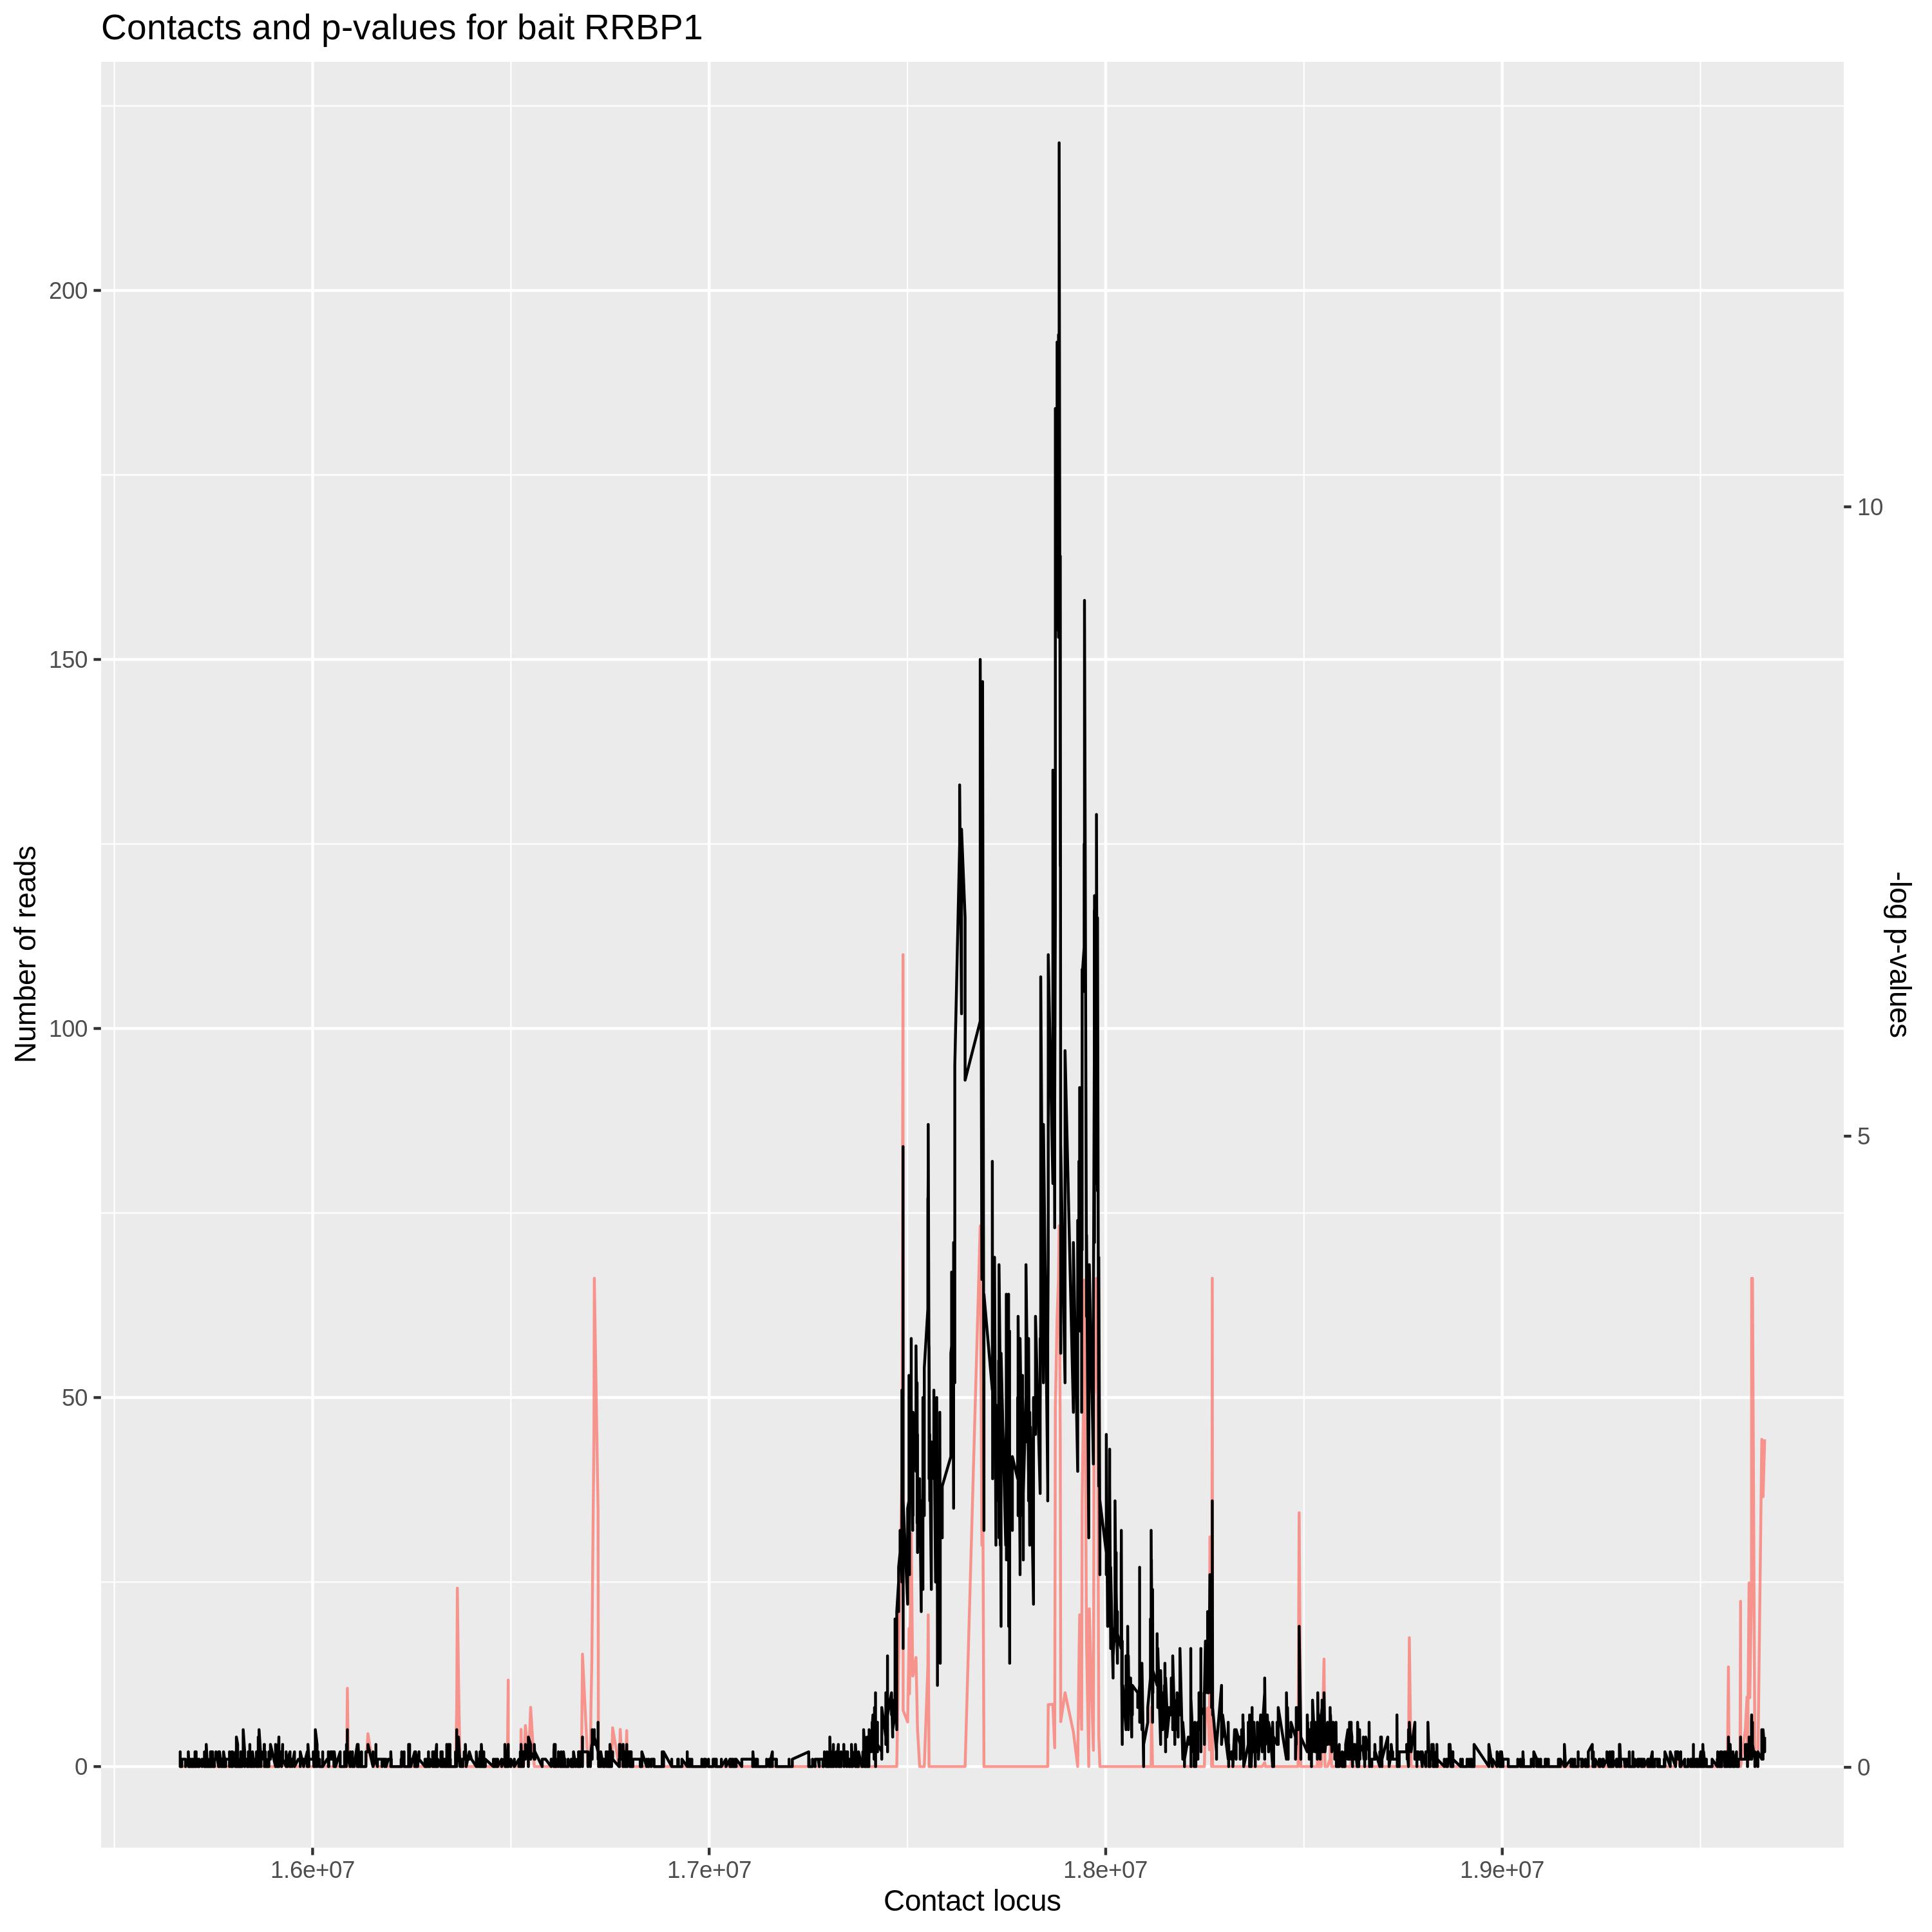 Contacts and p-values for bait RRBP1
200
150
100
50
0
Number of reads
10
5
0
-log p-values
1.6e+07
1.7e+07
1.8e+07
1.9e+07
Contact locus